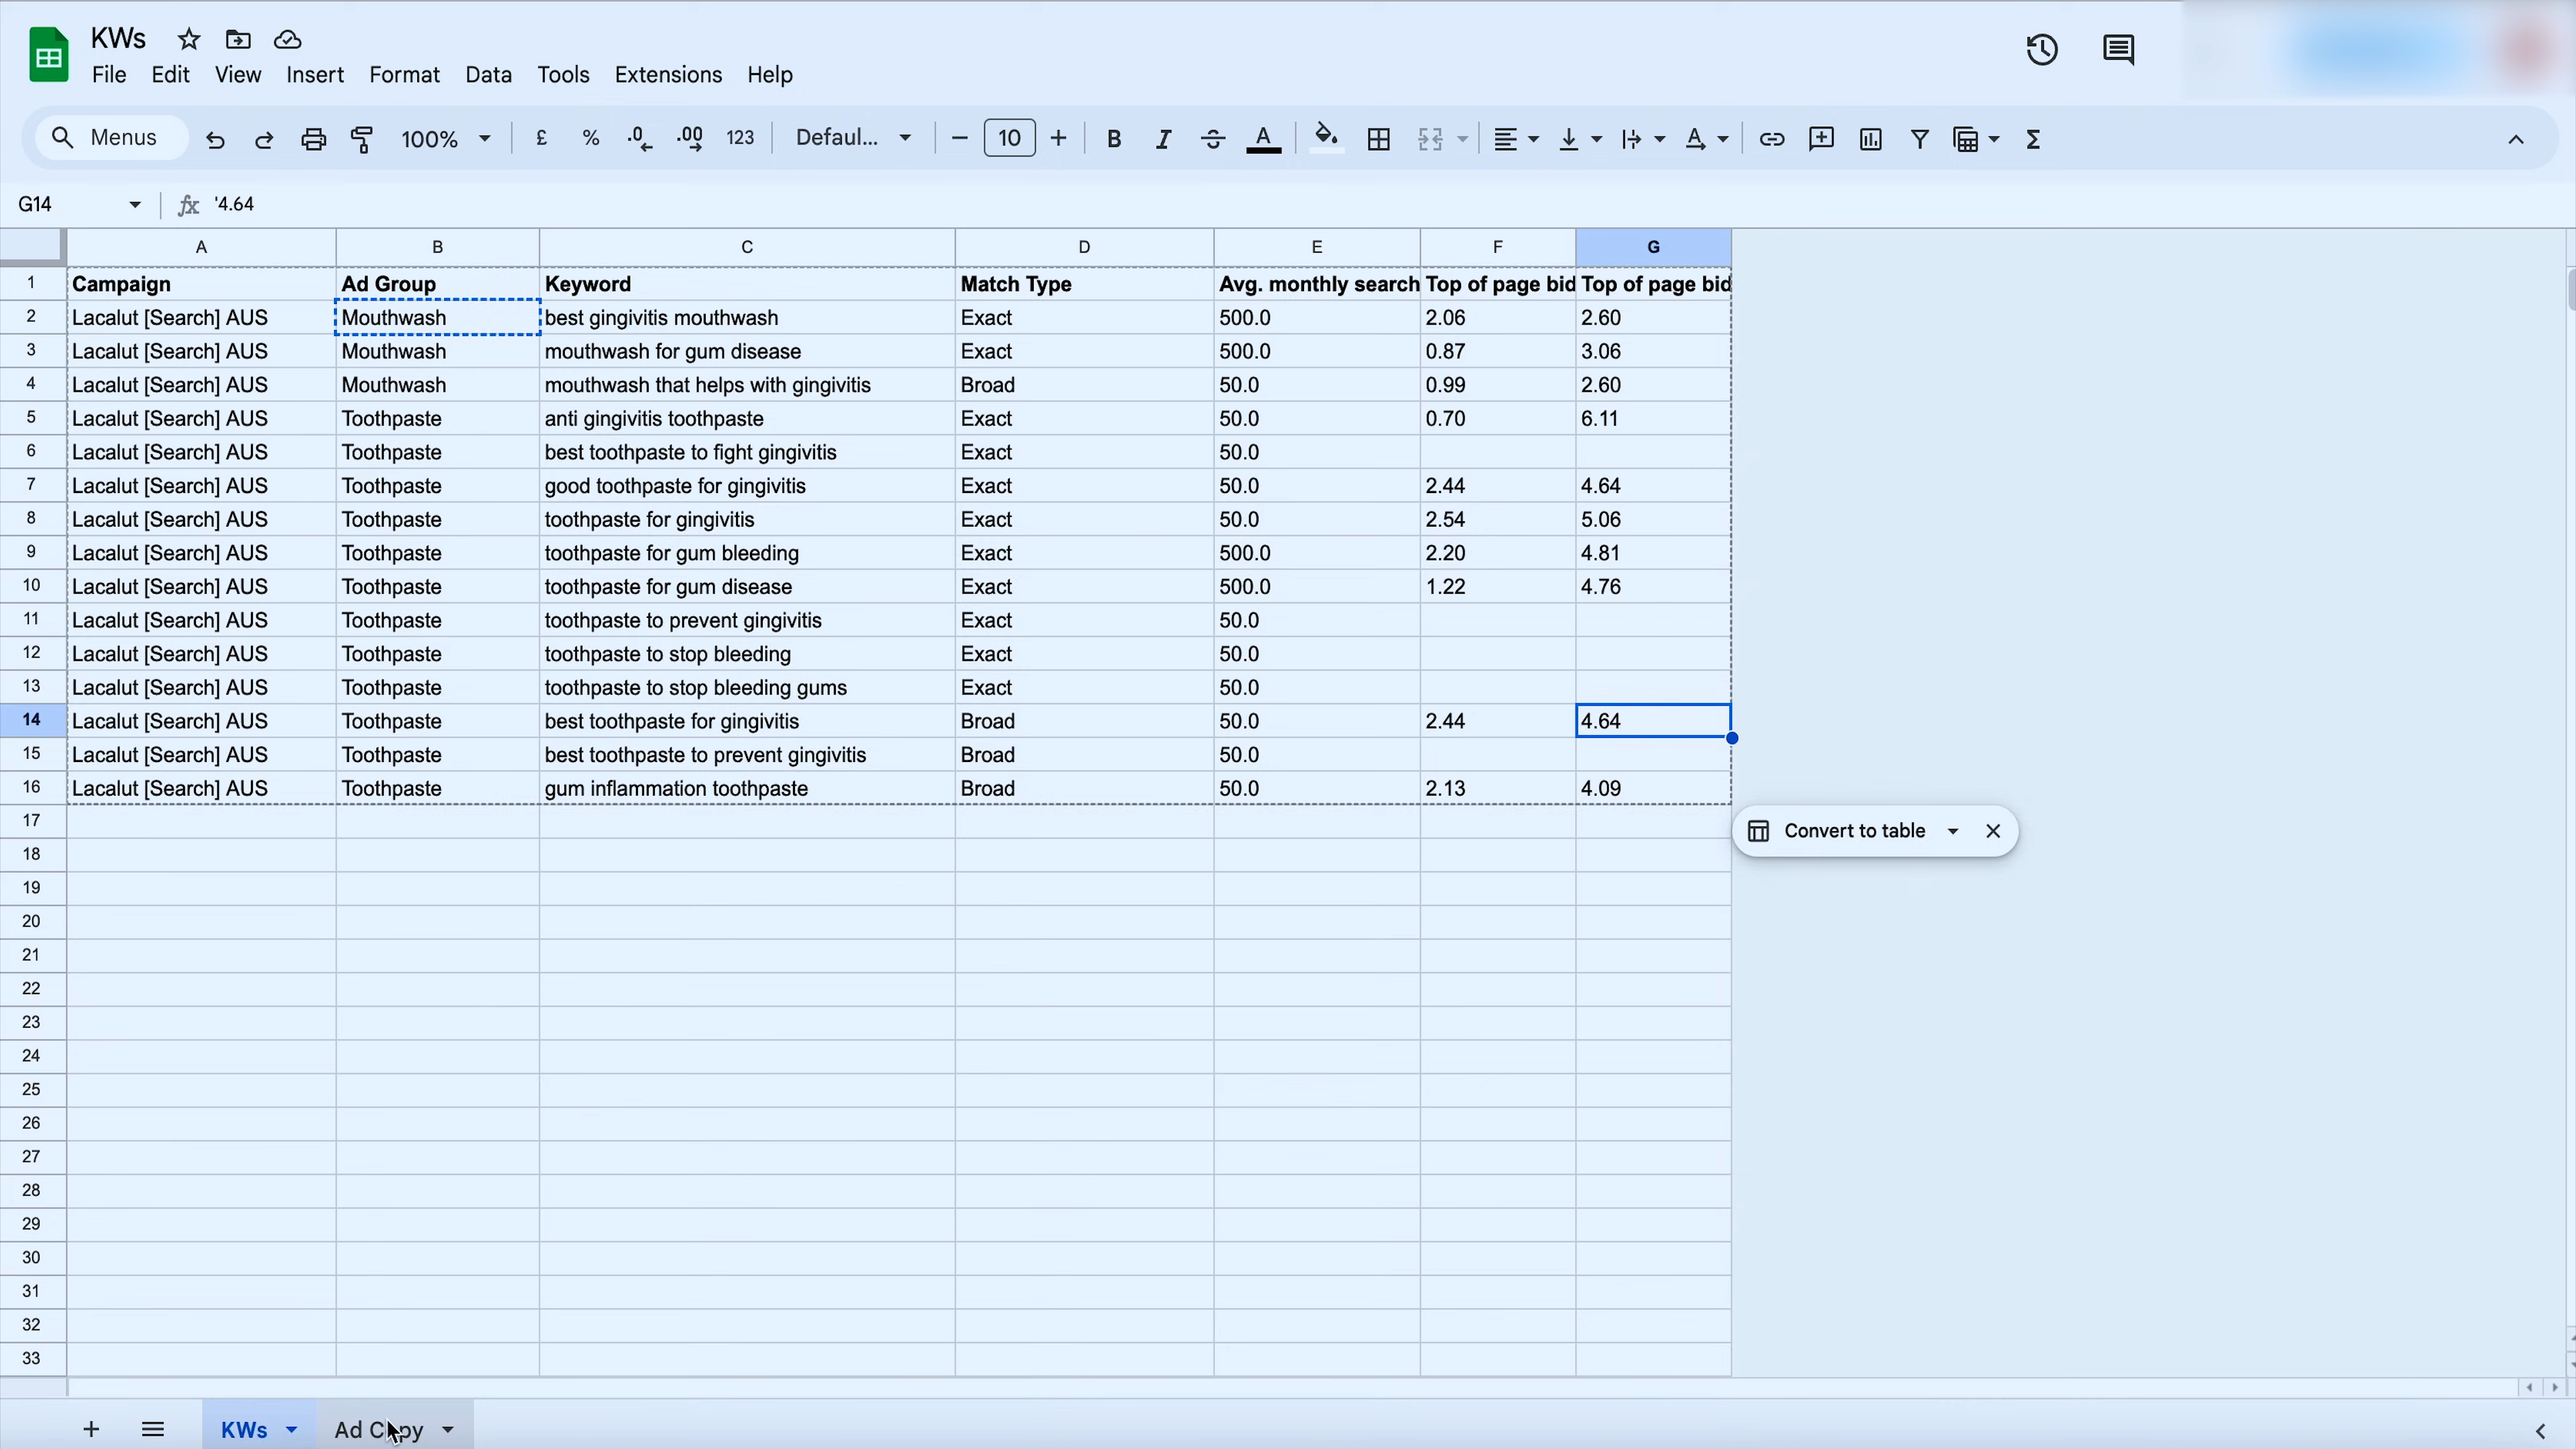 KWs
File Edit View Insert Format Data Tools Extensions Help
Menus 100% £ % .0 .00 123 Defaul... 10 B I S A A Σ
G14 fx '4.64
A B C D E F G
1 Campaign Ad Group Keyword Match Type Avg. monthly search Top of page bid Top of page bid
2 Lacalut [Search] AUS Mouthwash best gingivitis mouthwash Exact 500.0 2.06 2.60
3 Lacalut [Search] AUS Mouthwash mouthwash for gum disease Exact 500.0 0.87 3.06
4 Lacalut [Search] AUS Mouthwash mouthwash that helps with gingivitis Broad 50.0 0.99 2.60
5 Lacalut [Search] AUS Toothpaste anti gingivitis toothpaste Exact 50.0 0.70 6.11
6 Lacalut [Search] AUS Toothpaste best toothpaste to fight gingivitis Exact 50.0
7 Lacalut [Search] AUS Toothpaste good toothpaste for gingivitis Exact 50.0 2.44 4.64
8 Lacalut [Search] AUS Toothpaste toothpaste for gingivitis Exact 50.0 2.54 5.06
9 Lacalut [Search] AUS Toothpaste toothpaste for gum bleeding Exact 500.0 2.20 4.81
10 Lacalut [Search] AUS Toothpaste toothpaste for gum disease Exact 500.0 1.22 4.76
11 Lacalut [Search] AUS Toothpaste toothpaste to prevent gingivitis Exact 50.0
12 Lacalut [Search] AUS Toothpaste toothpaste to stop bleeding Exact 50.0
13 Lacalut [Search] AUS Toothpaste toothpaste to stop bleeding gums Exact 50.0
14 Lacalut [Search] AUS Toothpaste best toothpaste for gingivitis Broad 50.0 2.44 4.64
15 Lacalut [Search] AUS Toothpaste best toothpaste to prevent gingivitis Broad 50.0
16 Lacalut [Search] AUS Toothpaste gum inflammation toothpaste Broad 50.0 2.13 4.09
17
Convert to table
18
19
20
21
22
23
24
25
26
27
28
29
30
31
32
33
KWs Ad Copy